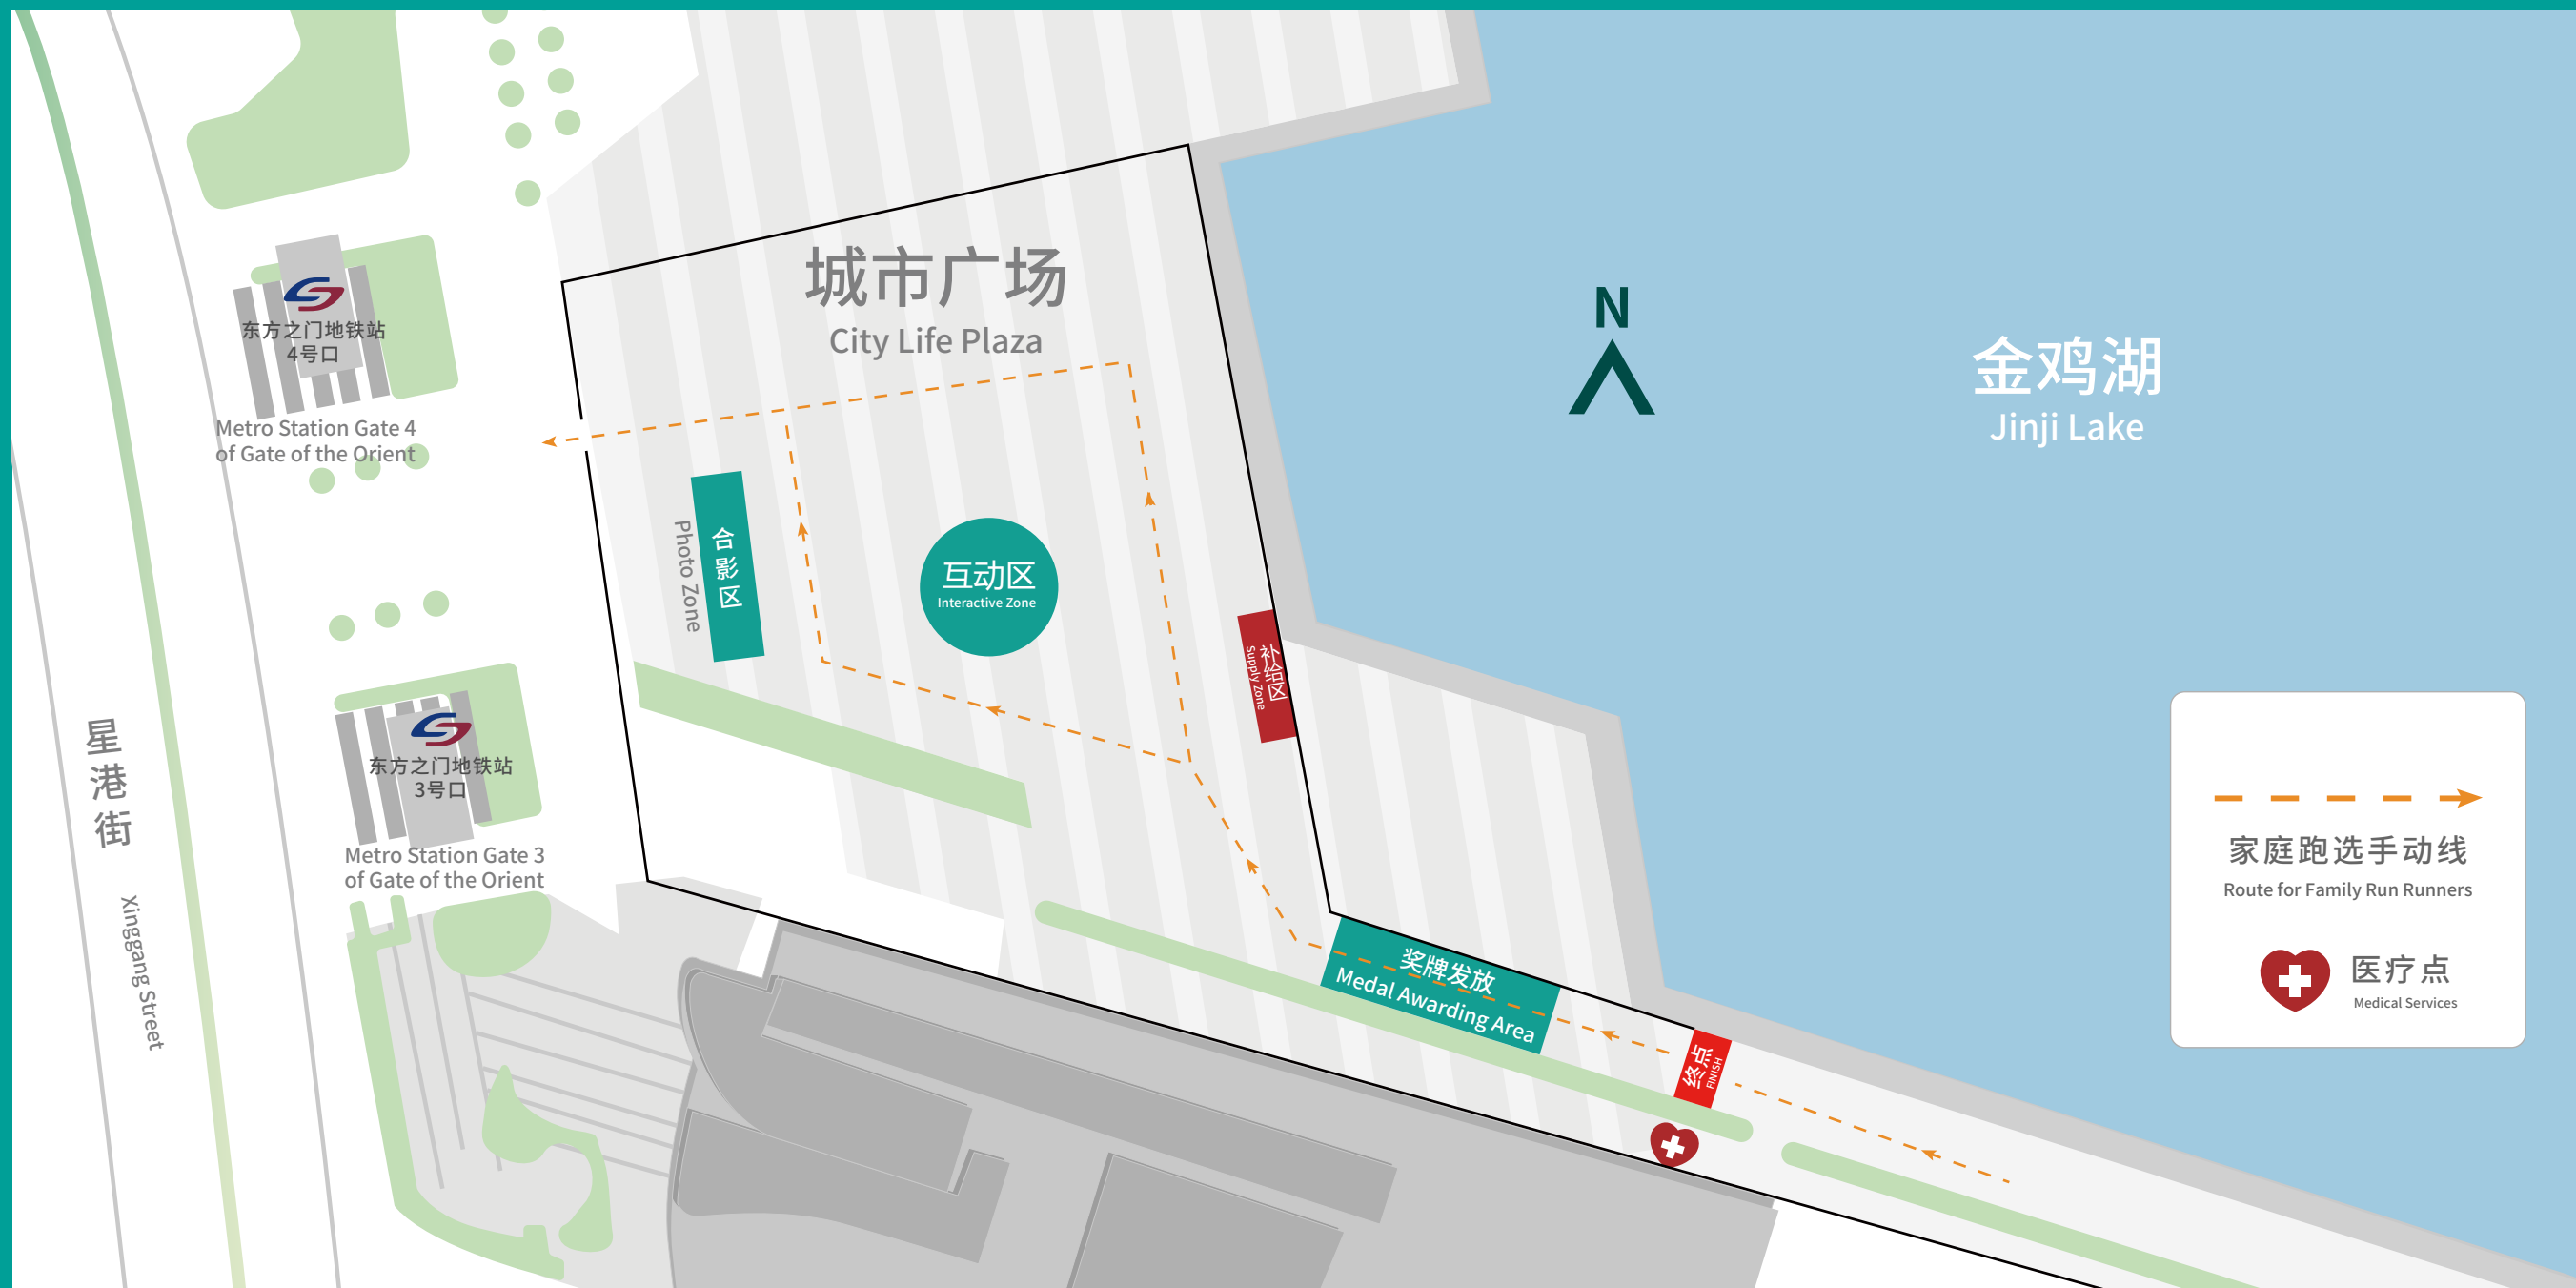 城市广场
City Life Plaza
N
金鸡湖
Jinji Lake
东方之门地铁站
4号口
Metro Station Gate 4
of Gate of the Orient
合影区
Photo Zone
互动区
Interactive Zone
补给区
Supply Zone
东方之门地铁站
3号口
Metro Station Gate 3
of Gate of the Orient
星港街
Xinggang Street
奖牌发放
Medal Awarding Area
终点
FINISH
家庭跑选手动线
Route for Family Run Runners
医疗点
Medical Services